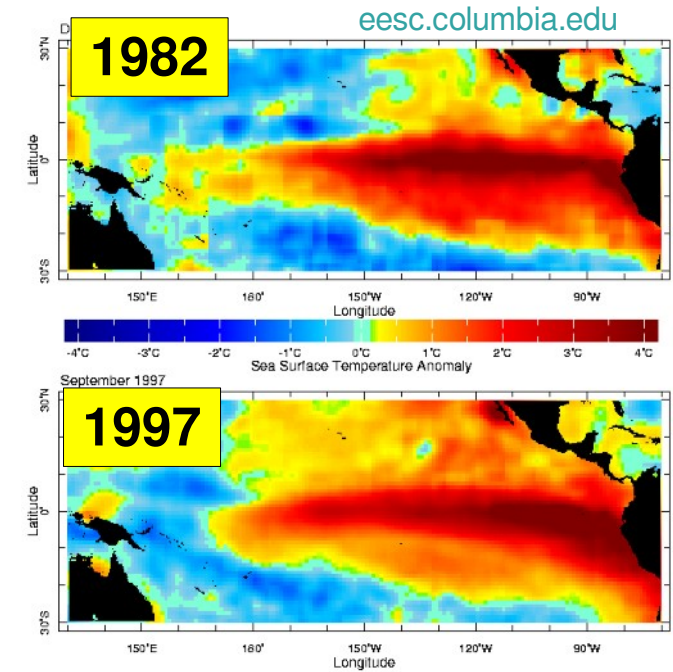 eesc.columbia.edu
D
1982
30°N
0°
30°S
Latitude
150°E 160° 150°W 120°W 90°W
Longitude
-4°C -3°C -2°C -1°C 0°C 1°C 2°C 3°C 4°C
Sea Surface Temperature Anomaly
September 1997
1997
30°N
0°
30°S
Latitude
150°E 160° 150°W 120°W 90°W
Longitude